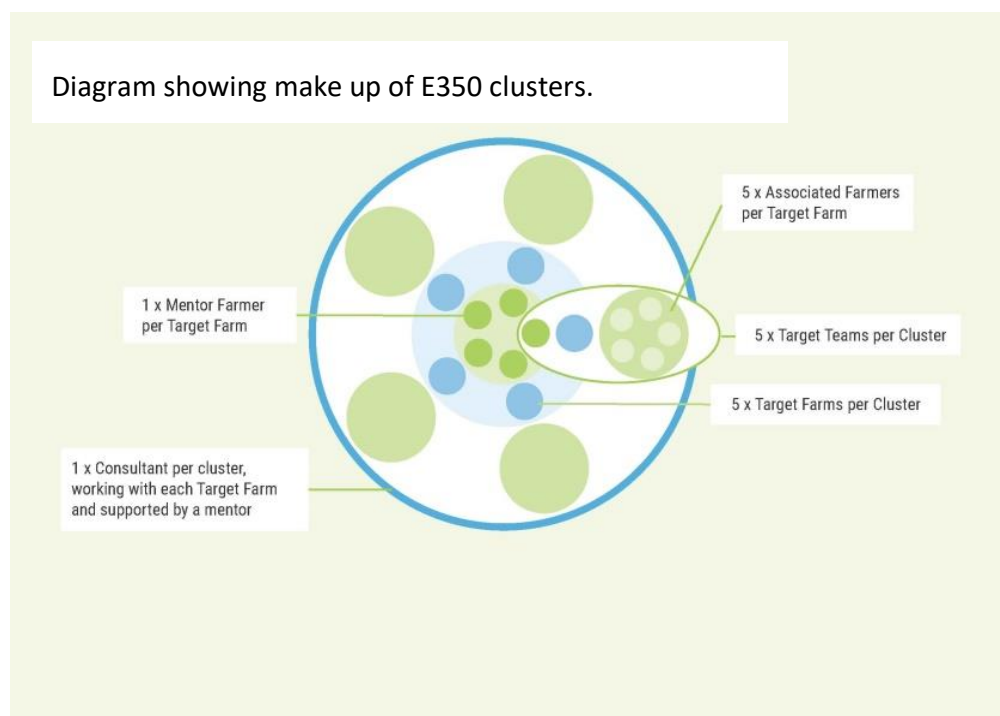 Diagram showing make up of E350 clusters.
5 x Associated Farmers
per Target Farm
1 x Mentor Farmer
per Target Farm
5 x Target Teams per Cluster
5 x Target Farms per Cluster
1 x Consultant per cluster,
working with each Target Farm
and supported by a mentor